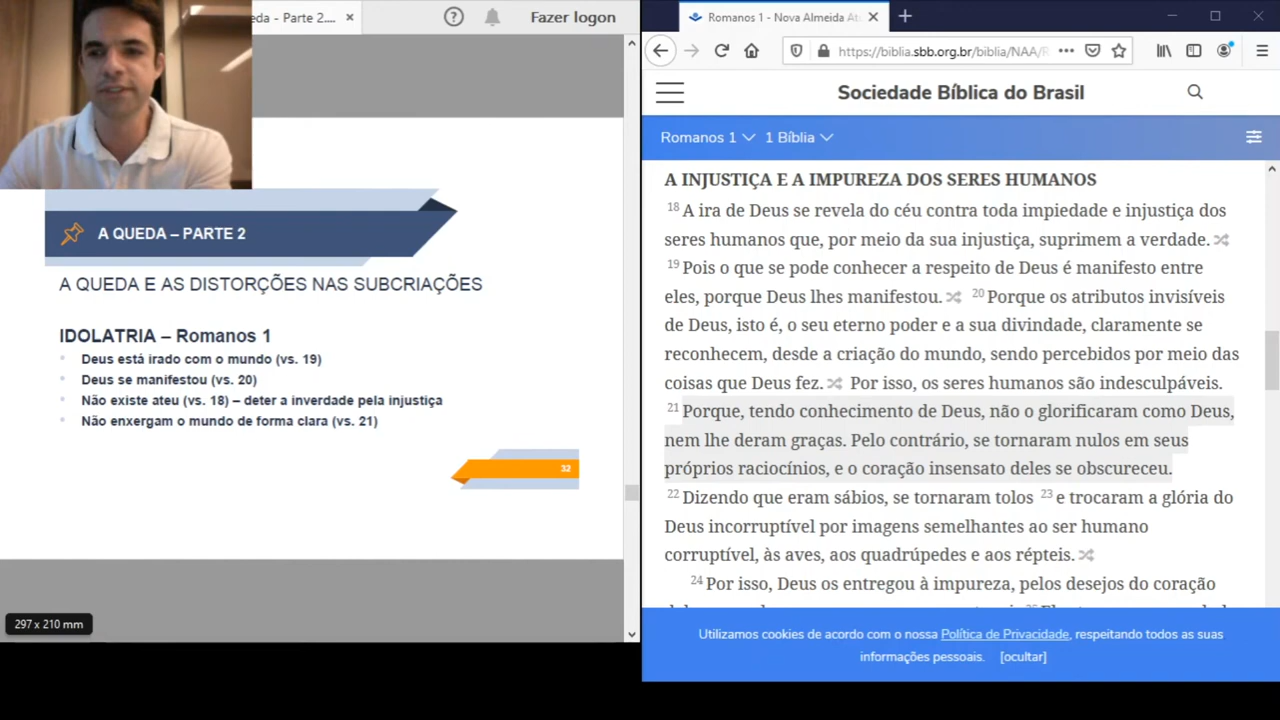 eda - Parte 2....
Fazer logon
A QUEDA – PARTE 2
A QUEDA E AS DISTORÇÕES NAS SUBCRIAÇÕES
IDOLATRIA – Romanos 1
Deus está irado com o mundo (vs. 19)
Deus se manifestou (vs. 20)
Não existe ateu (vs. 18) – deter a inverdade pela injustiça
Não enxergam o mundo de forma clara (vs. 21)
32
297 x 210 mm
Romanos 1 - Nova Almeida At
https://biblia.sbb.org.br/biblia/NAA/R
Sociedade Bíblica do Brasil
Romanos 1 1 Bíblia
A INJUSTIÇA E A IMPUREZA DOS SERES HUMANOS
18 A ira de Deus se revela do céu contra toda impiedade e injustiça dos
seres humanos que, por meio da sua injustiça, suprimem a verdade.
19 Pois o que se pode conhecer a respeito de Deus é manifesto entre
eles, porque Deus lhes manifestou. 20 Porque os atributos invisíveis
de Deus, isto é, o seu eterno poder e a sua divindade, claramente se
reconhecem, desde a criação do mundo, sendo percebidos por meio das
coisas que Deus fez. Por isso, os seres humanos são indesculpáveis.
21 Porque, tendo conhecimento de Deus, não o glorificaram como Deus,
nem lhe deram graças. Pelo contrário, se tornaram nulos em seus
próprios raciocínios, e o coração insensato deles se obscureceu.
22 Dizendo que eram sábios, se tornaram tolos 23 e trocaram a glória do
Deus incorruptível por imagens semelhantes ao ser humano
corruptível, às aves, aos quadrúpedes e aos répteis.
24 Por isso, Deus os entregou à impureza, pelos desejos do coração
Utilizamos cookies de acordo com o nossa Política de Privacidade, respeitando todos as suas
informações pessoais. [ocultar]